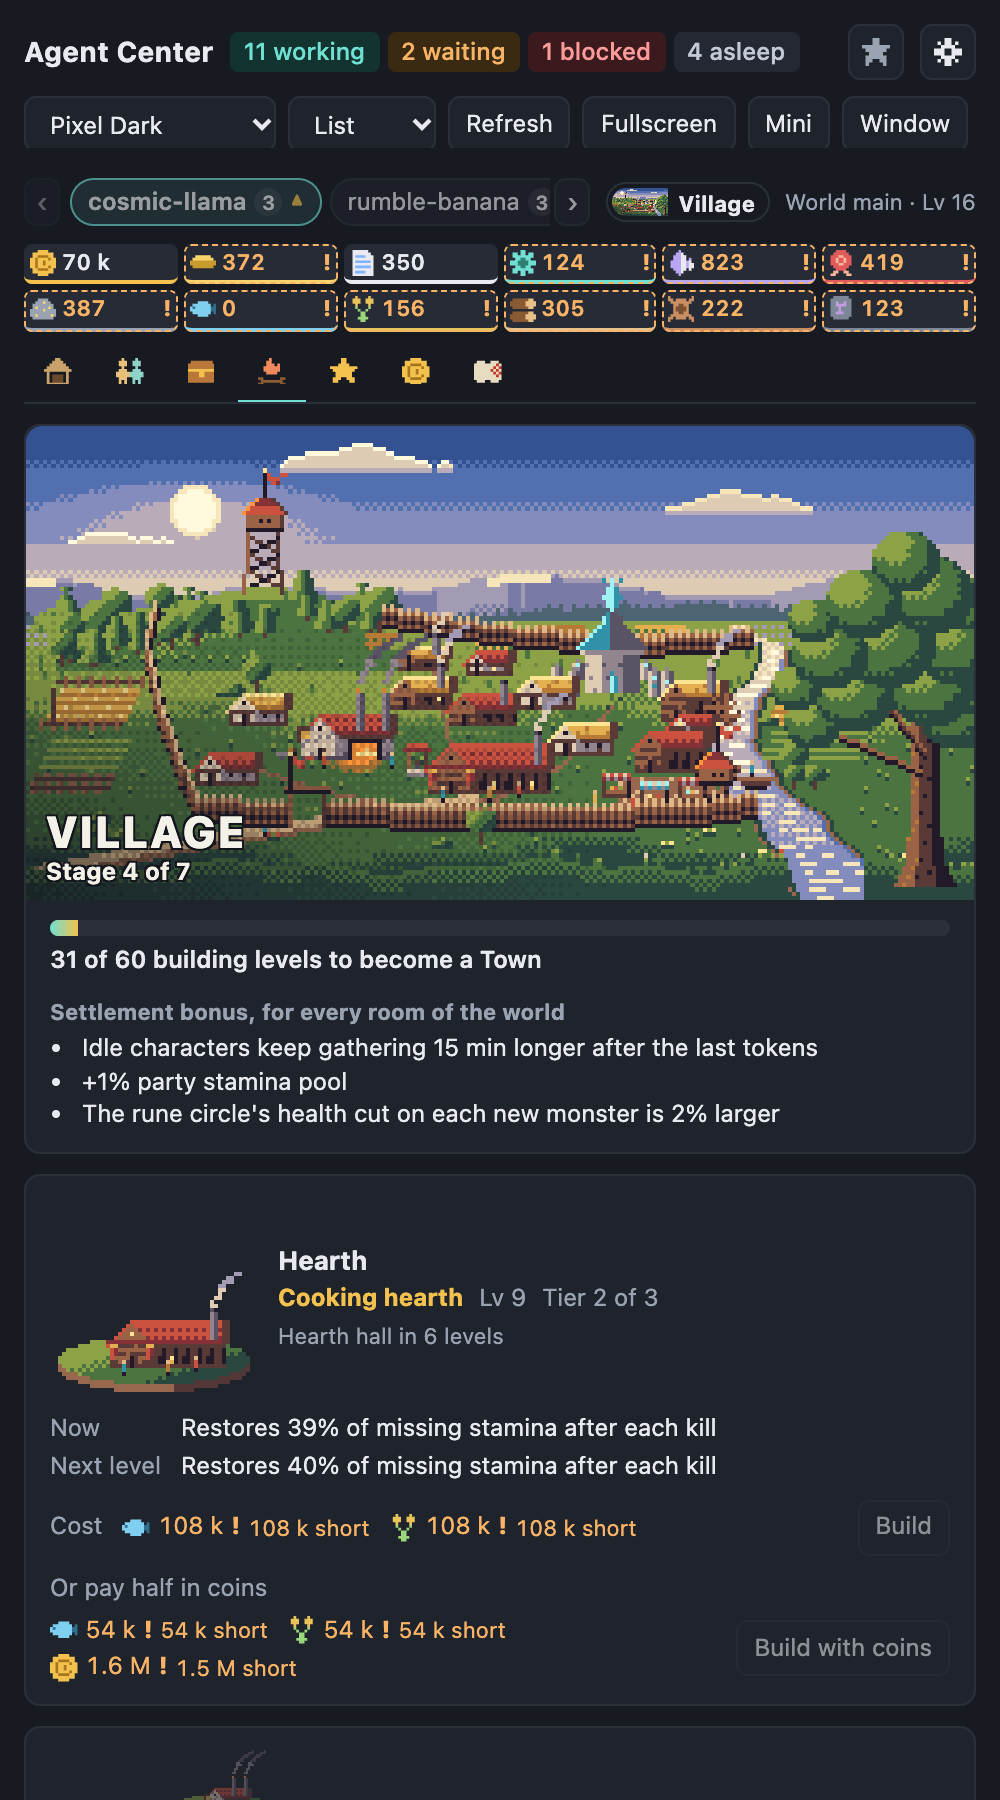 Agent Center 11 working 2 waiting 1 blocked 4 asleep
Pixel Dark List Refresh Fullscreen Mini Window
‹ cosmic-llama 3 rumble-banana 3 › Village World main · Lv 16
70 k 372 ! 350 124 ! 823 ! 419 !
387 ! 0 ! 156 ! 305 ! 222 ! 123 !
VILLAGE
Stage 4 of 7
31 of 60 building levels to become a Town
Settlement bonus, for every room of the world
• Idle characters keep gathering 15 min longer after the last tokens
• +1% party stamina pool
• The rune circle's health cut on each new monster is 2% larger
Hearth
Cooking hearth Lv 9 Tier 2 of 3
Hearth hall in 6 levels
Now Restores 39% of missing stamina after each kill
Next level Restores 40% of missing stamina after each kill
Cost 108 k ! 108 k short 108 k ! 108 k short Build
Or pay half in coins
54 k ! 54 k short 54 k ! 54 k short
Build with coins
1.6 M ! 1.5 M short